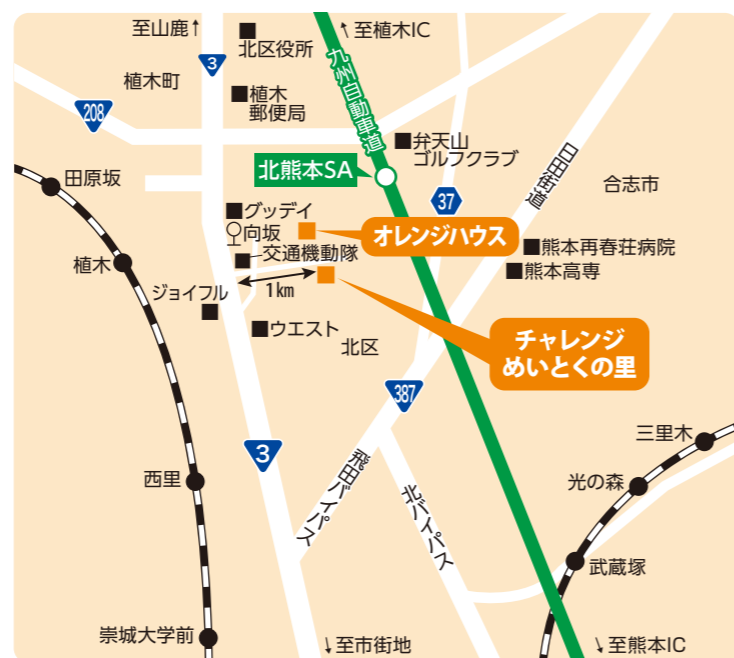 至山鹿↑
北区役所
↑至植木IC
3
植木町
植木
郵便局
208
九州自動車道
弁天山
ゴルフクラブ
北熊本SA
田原坂
37
日田街道
合志市
グッデイ
向坂
オレンジハウス
交通機動隊
熊本再春荘病院
熊本高専
植木
ジョイフル
1km
ウエスト
北区
チャレンジ
めいとくの里
387
三里木
3
飛田バイパス
北バイパス
西里
光の森
武蔵塚
崇城大学前
↓至市街地
↓至熊本IC